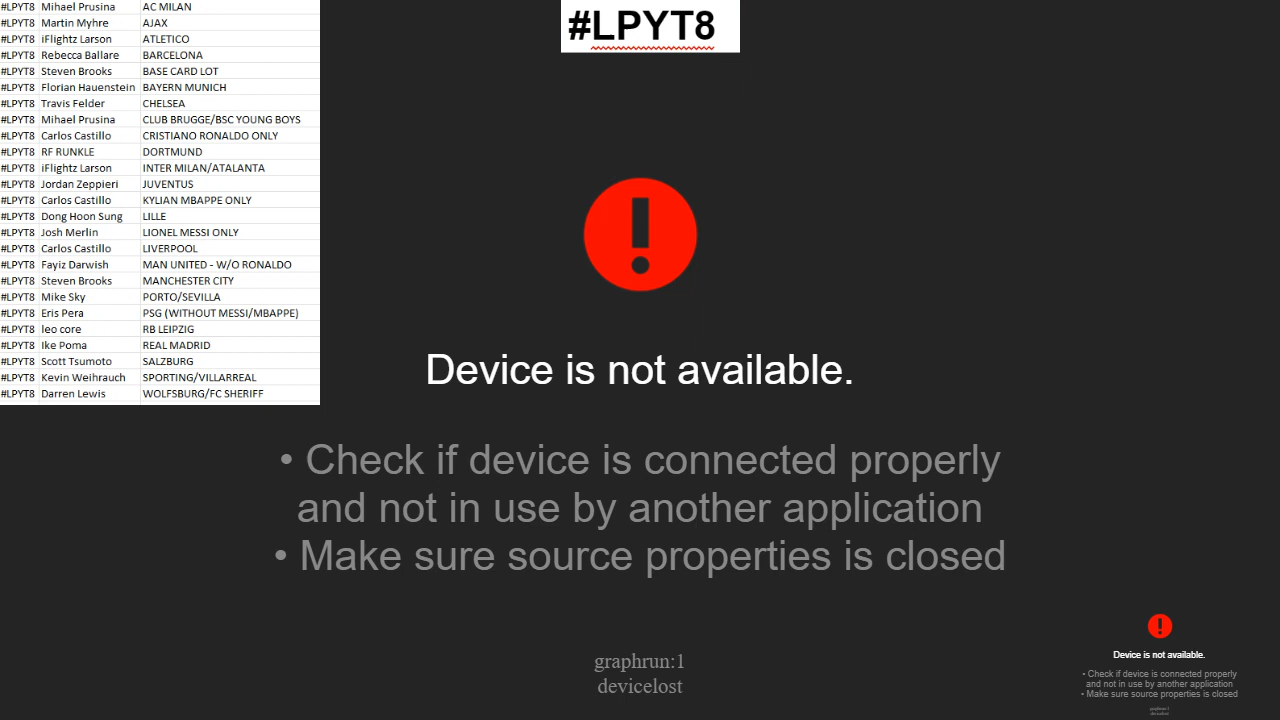 #LPYT8 Mihael Prusina AC MILAN
#LPYT8 Martin Myhre AJAX
#LPYT8 iFlightz Larson ATLETICO
#LPYT8 Rebecca Ballare BARCELONA
#LPYT8 Steven Brooks BASE CARD LOT
#LPYT8 Florian Hauenstein BAYERN MUNICH
#LPYT8 Travis Felder CHELSEA
#LPYT8 Mihael Prusina CLUB BRUGGE/BSC YOUNG BOYS
#LPYT8 Carlos Castillo CRISTIANO RONALDO ONLY
#LPYT8 RF RUNKLE DORTMUND
#LPYT8 iFlightz Larson INTER MILAN/ATALANTA
#LPYT8 Jordan Zeppieri JUVENTUS
#LPYT8 Carlos Castillo KYLIAN MBAPPE ONLY
#LPYT8 Dong Hoon Sung LILLE
#LPYT8 Josh Merlin LIONEL MESSI ONLY
#LPYT8 Carlos Castillo LIVERPOOL
#LPYT8 Fayiz Darwish MAN UNITED - W/O RONALDO
#LPYT8 Steven Brooks MANCHESTER CITY
#LPYT8 Mike Sky PORTO/SEVILLA
#LPYT8 Eris Pera PSG (WITHOUT MESSI/MBAPPE)
#LPYT8 leo core RB LEIPZIG
#LPYT8 Ike Poma REAL MADRID
#LPYT8 Scott Tsumoto SALZBURG
#LPYT8 Kevin Weihrauch SPORTING/VILLARREAL
#LPYT8 Darren Lewis WOLFSBURG/FC SHERIFF
#LPYT8
Device is not available.
• Check if device is connected properly
and not in use by another application
• Make sure source properties is closed
graphrun:1
devicelost
Device is not available.
• Check if device is connected properly
and not in use by another application
• Make sure source properties is closed
graphrun:1
devicelost